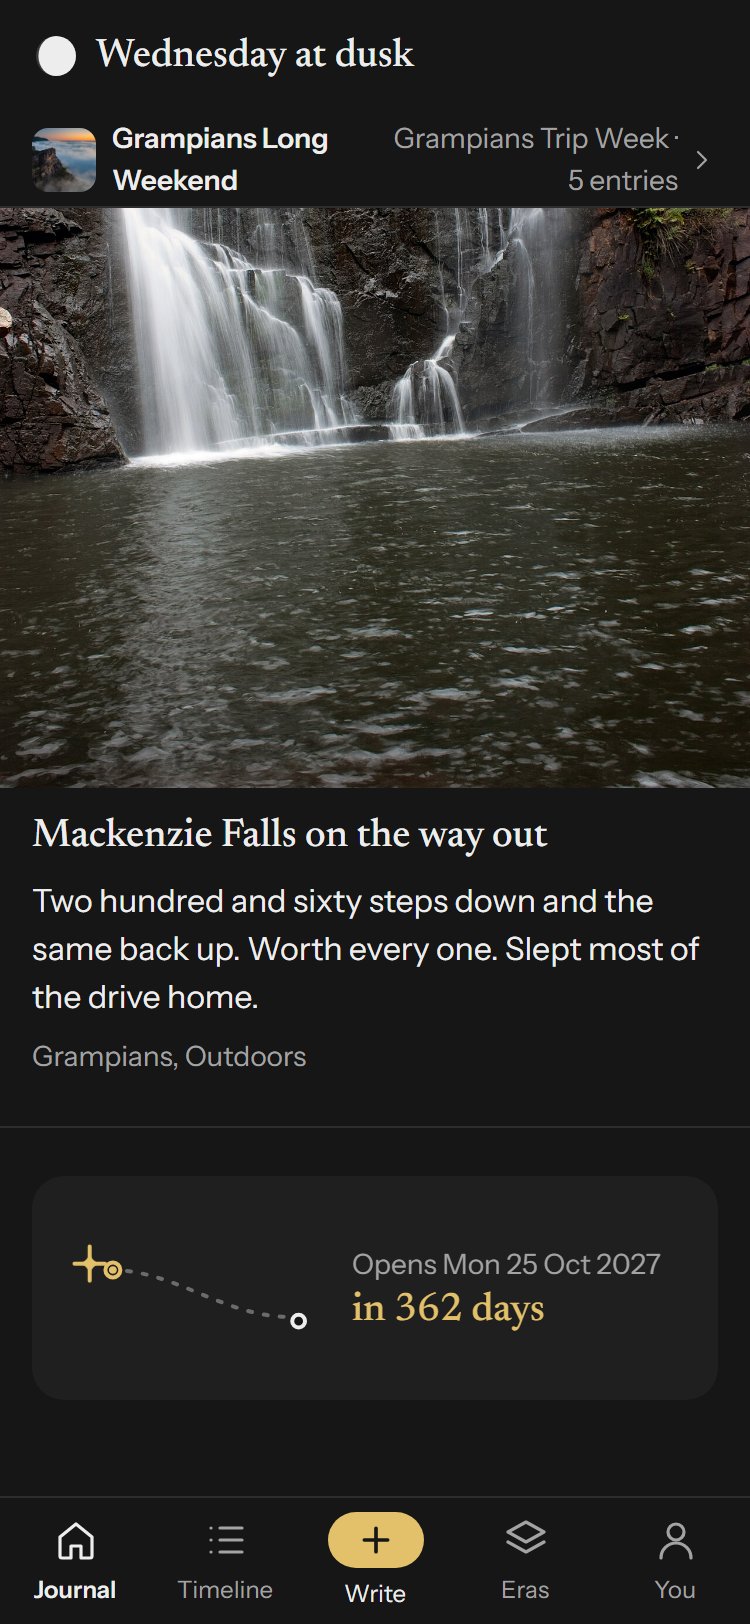 Wednesday at dusk
Grampians Long
Weekend
Grampians Trip Week ·
5 entries
Mackenzie Falls on the way out
Two hundred and sixty steps down and the
same back up. Worth every one. Slept most of
the drive home.
Grampians, Outdoors
Opens Mon 25 Oct 2027
in 362 days
Journal
Timeline
Write
Eras
You